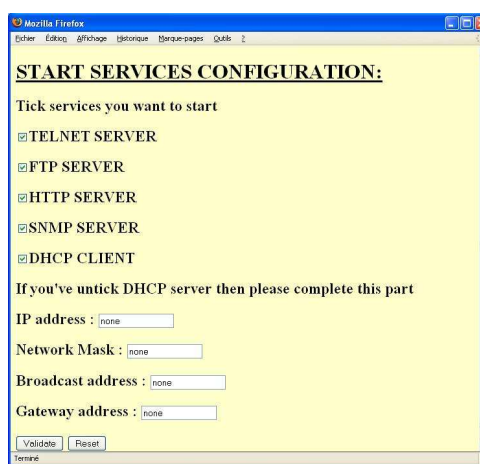 Mozilla Firefox
Fichier Édition Affichage Historique Marque-pages Outils ?
START SERVICES CONFIGURATION:
Tick services you want to start
TELNET SERVER
FTP SERVER
HTTP SERVER
SNMP SERVER
DHCP CLIENT
If you've untick DHCP server then please complete this part
IP address : none
Network Mask : none
Broadcast address : none
Gateway address : none
Validate Reset
Terminé